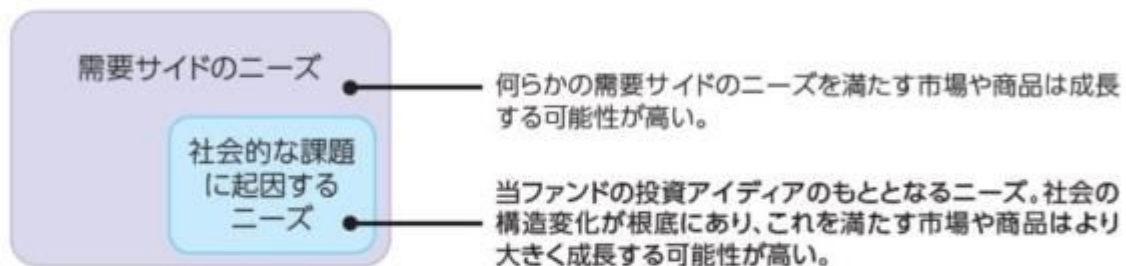 需要サイドのニーズ
何らかの需要サイドのニーズを満たす市場や商品は成長
する可能性が高い。
社会的な課題
に起因する
ニーズ
当ファンドの投資アイディアのもととなるニーズ。社会の
構造変化が根底にあり、これを満たす市場や商品はより
大きく成長する可能性が高い。